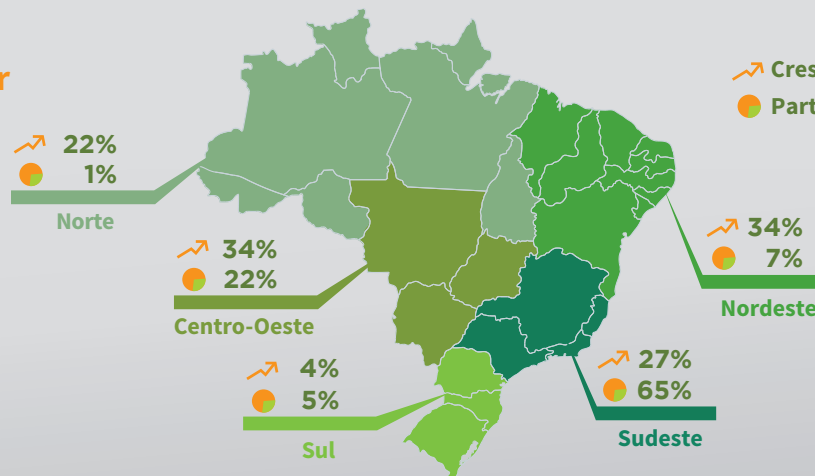 22%
1%
Norte
34%
22%
Centro-Oeste
4%
5%
Sul
34%
7%
Nordeste
27%
65%
Sudeste